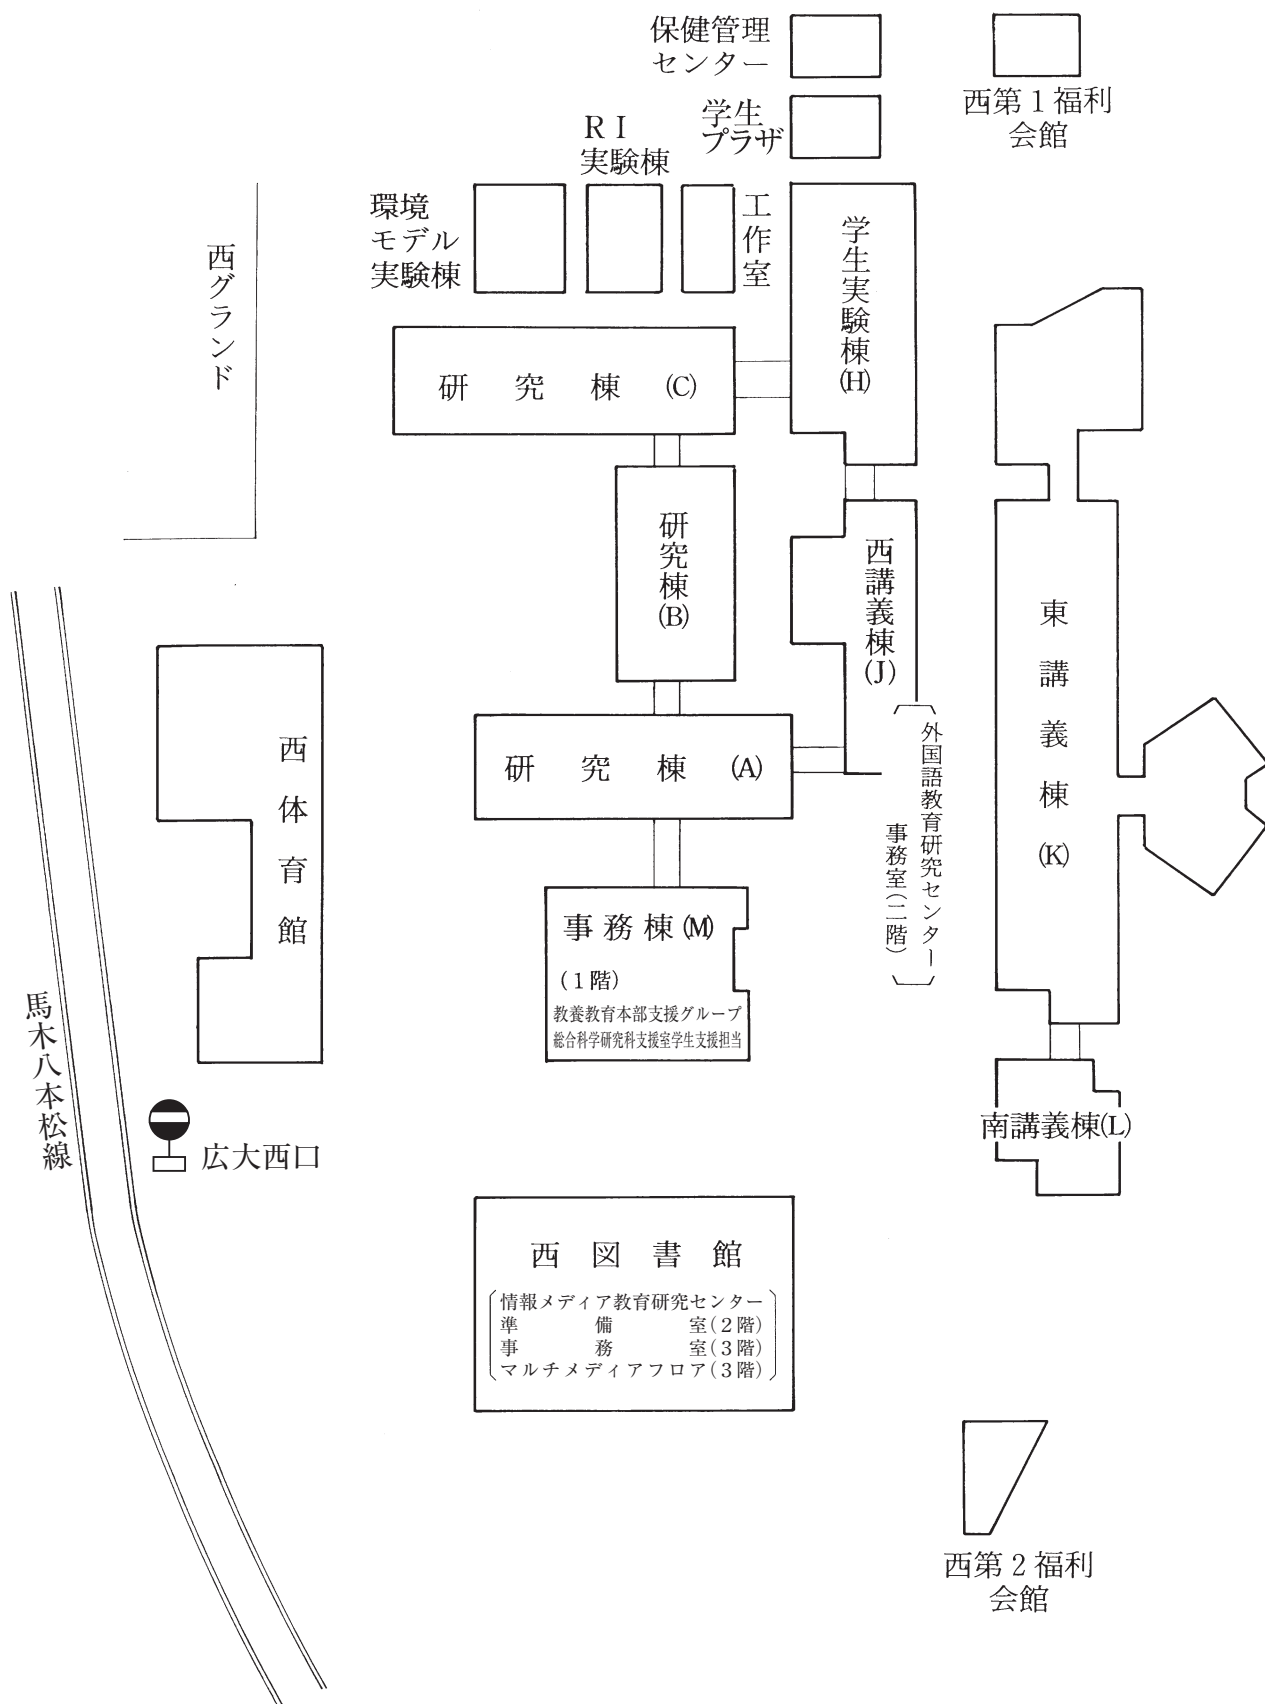 保健管理
センター
西第1福利
会館
学生
プラザ
RI
実験棟
環境
モデル
実験棟
工作室
学生実験棟(H)
西グランド
研究棟(C)
研究棟(B)
西講義棟(J)
東講義棟(K)
西体育館
研究棟(A)
外国語教育研究センター
事務室(二階)
事務棟(M)
(1階)
教養教育本部支援グループ
総合科学研究科支援室学生支援担当
馬木八本松線
広大西口
南講義棟(L)
西図書館
情報メディア教育研究センター
準備室(2階)
事務室(3階)
マルチメディアフロア(3階)
西第2福利
会館